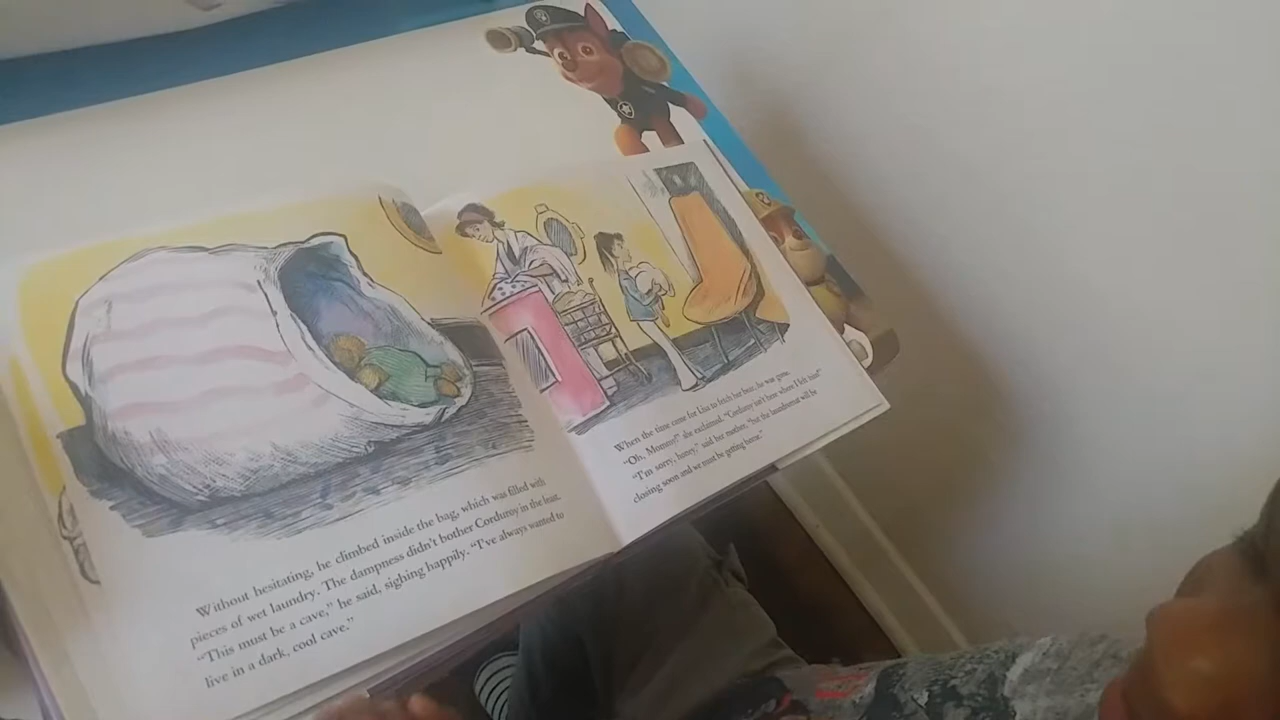 Without hesitating, he climbed inside the bag, which was filled with
pieces of wet laundry. The dampness didn't bother Corduroy in the least.
"This must be a cave," he said, sighing happily. "I've always wanted to
live in a dark, cool cave."
When the time came for Lisa to fetch her bear, he was gone.
"Oh, Mommy!" she exclaimed. "Corduroy isn't here where I left him!"
"I'm sorry, honey," said her mother, "but the laundromat will be
closing soon and we must be getting home."